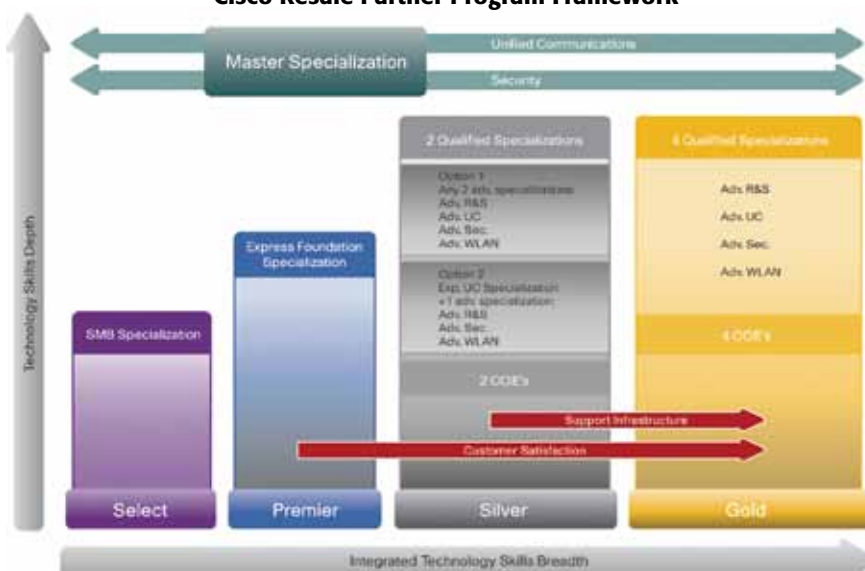 Cisco Resale Partner Program Framework
Master Specialization
Unified Communications
Security
Technology Skills Depth
SMB Specialization
Select
Express Foundation
Specialization
Premier
2 Qualified Specializations
Option 1
Any 2 adv. specializations
Adv. R&S
Adv. UC
Adv. Sec.
Adv. WLAN
Option 2
Exp. UC Specialization
+1 adv. specialization:
Adv. R&S
Adv. Sec.
Adv. WLAN
2 CCIE's
Silver
4 Qualified Specializations
Adv. R&S
Adv. UC
Adv. Sec.
Adv. WLAN
4 CCIE's
Gold
Support Infrastructure
Customer Satisfaction
Integrated Technology Skills Breadth